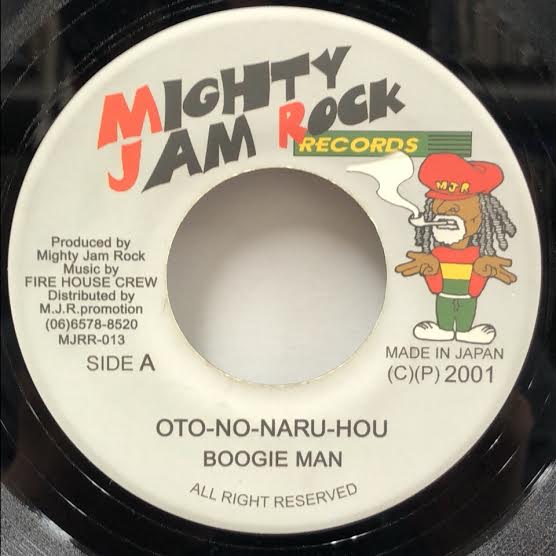 MIGHTY
JAM ROCK
RECORDS
MJR
Produced by
Mighty Jam Rock
Music by
FIRE HOUSE CREW
Distributed by
M.J.R.promotion
(06)6578-8520
MJRR-013
SIDE A
MADE IN JAPAN
(C)(P) 2001
OTO-NO-NARU-HOU
BOOGIE MAN
ALL RIGHT RESERVED